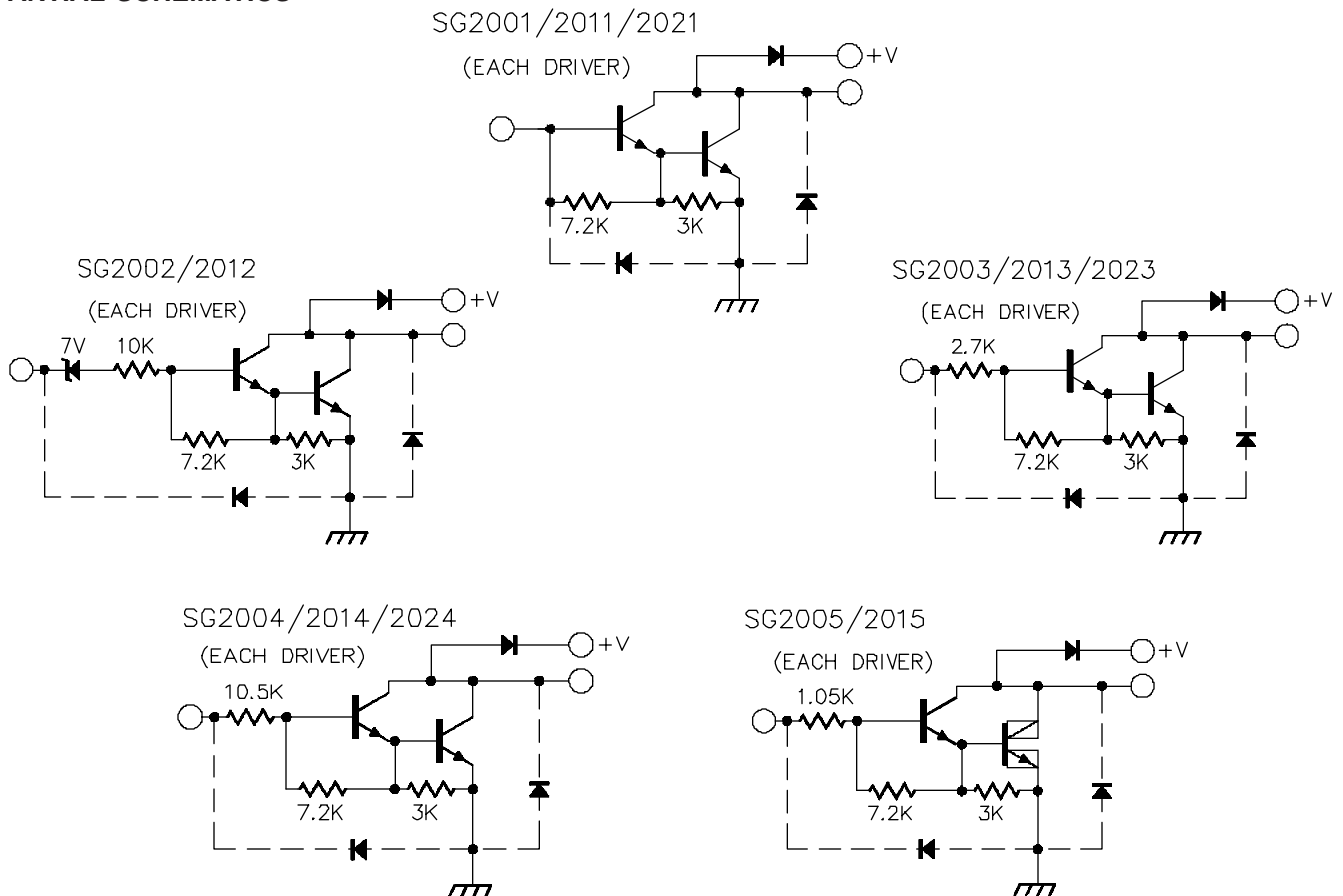 SG2001/2011/2021
(EACH DRIVER)
+V
7.2K
3K
SG2002/2012
(EACH DRIVER)
+V
7V
10K
7.2K
3K
SG2003/2013/2023
(EACH DRIVER)
+V
2.7K
7.2K
3K
SG2004/2014/2024
(EACH DRIVER)
+V
10.5K
7.2K
3K
SG2005/2015
(EACH DRIVER)
+V
1.05K
7.2K
3K